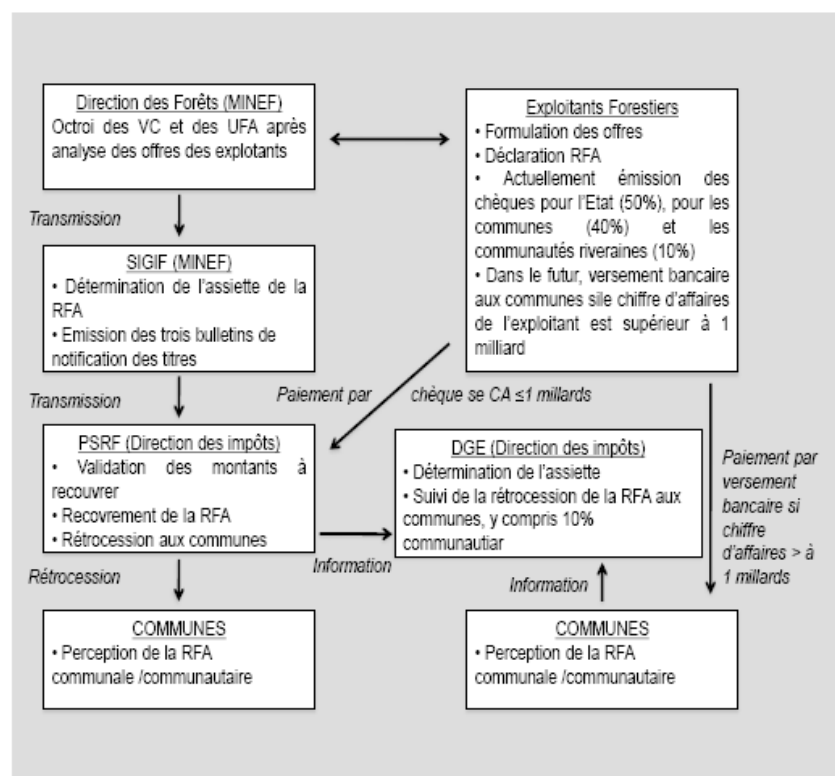 Direction des Forêts (MINEF)
Octroi des VC et des UFA après
analyse des offres des explotants
Exploitants Forestiers
• Formulation des offres
• Déclaration RFA
• Actuellement émission des
chèques pour l'Etat (50%), pour les
communes (40%) et les
communautés riveraines (10%)
• Dans le futur, versement bancaire
aux communes sile chiffre d'affaires
de l'exploitant est supérieur à 1
milliard
Transmission
SIGIF (MINEF)
• Détermination de l'assiette de la
RFA
• Emission des trois bulletins de
notification des titres
Transmission
Paiement par chèque se CA ≤1 millards
PSRF (Direction des impôts)
• Validation des montants à
recouvrer
• Recovrement de la RFA
• Rétrocession aux communes
DGE (Direction des impôts)
• Détermination de l'assiette
• Suivi de la rétrocession de la RFA aux
communes, y compris 10%
communautiar
Paiement par
versement
bancaire si
chiffre
d'affaires > à
1 millards
Rétrocession
Information
Information
COMMUNES
• Perception de la RFA
communale /communautaire
COMMUNES
• Perception de la RFA
communale /communautaire